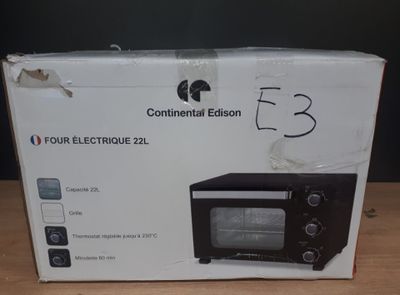 Continental Edison
E3
FOUR ÉLECTRIQUE 22L
Capacité 22L
Grille
Thermostat réglable jusqu'à 230°C
Minuterie 60 min